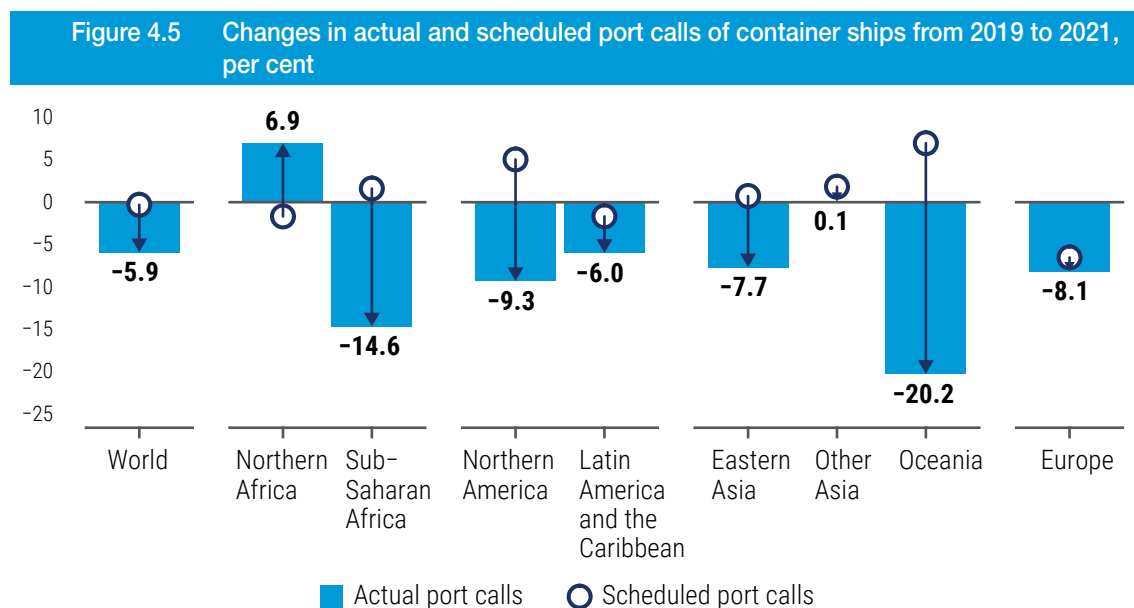 Figure 4.5 Changes in actual and scheduled port calls of container ships from 2019 to 2021,
per cent
10
5
0
−5
−10
−15
−20
−25
6.9
0.1
−5.9
−14.6
−9.3
−6.0
−7.7
−20.2
−8.1
World
Northern
Africa
Sub−
Saharan
Africa
Northern
America
Latin
America
and the
Caribbean
Eastern
Asia
Other
Asia
Oceania
Europe
Actual port calls
Scheduled port calls